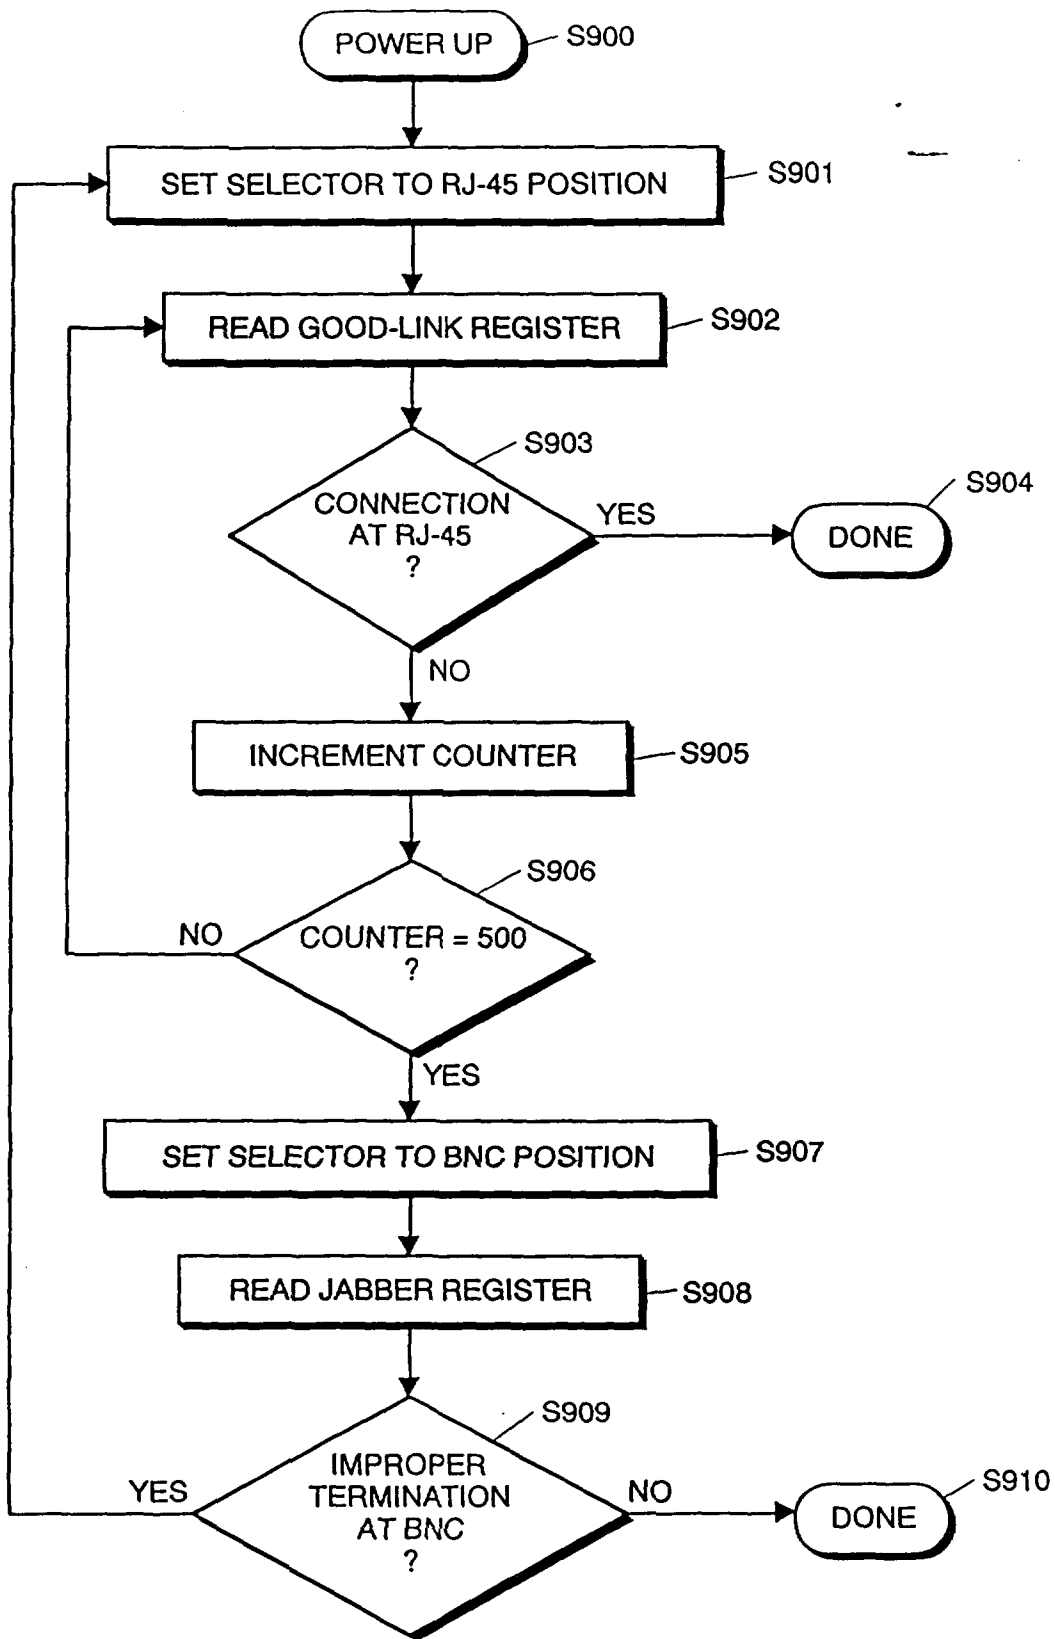 POWER UP
S900
SET SELECTOR TO RJ-45 POSITION
S901
READ GOOD-LINK REGISTER
S902
S903
CONNECTION
AT RJ-45
?
YES
S904
DONE
NO
INCREMENT COUNTER
S905
S906
NO
COUNTER = 500
?
YES
SET SELECTOR TO BNC POSITION
S907
READ JABBER REGISTER
S908
S909
YES
IMPROPER
TERMINATION
AT BNC
?
NO
S910
DONE